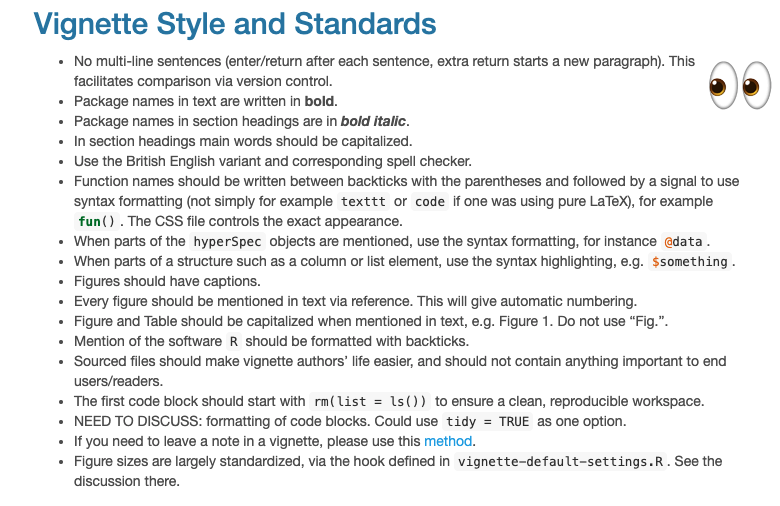 Vignette Style and Standards
• No multi-line sentences (enter/return after each sentence, extra return starts a new paragraph). This
facilitates comparison via version control.
• Package names in text are written in bold.
• Package names in section headings are in bold italic.
• In section headings main words should be capitalized.
• Use the British English variant and corresponding spell checker.
• Function names should be written between backticks with the parentheses and followed by a signal to use
syntax formatting (not simply for example texttt or code if one was using pure LaTeX), for example
fun() . The CSS file controls the exact appearance.
• When parts of the hyperSpec objects are mentioned, use the syntax formatting, for instance @data .
• When parts of a structure such as a column or list element, use the syntax highlighting, e.g. $something .
• Figures should have captions.
• Every figure should be mentioned in text via reference. This will give automatic numbering.
• Figure and Table should be capitalized when mentioned in text, e.g. Figure 1. Do not use “Fig.”.
• Mention of the software R should be formatted with backticks.
• Sourced files should make vignette authors’ life easier, and should not contain anything important to end
users/readers.
• The first code block should start with rm(list = ls()) to ensure a clean, reproducible workspace.
• NEED TO DISCUSS: formatting of code blocks. Could use tidy = TRUE as one option.
• If you need to leave a note in a vignette, please use this method.
• Figure sizes are largely standardized, via the hook defined in vignette-default-settings.R . See the
discussion there.